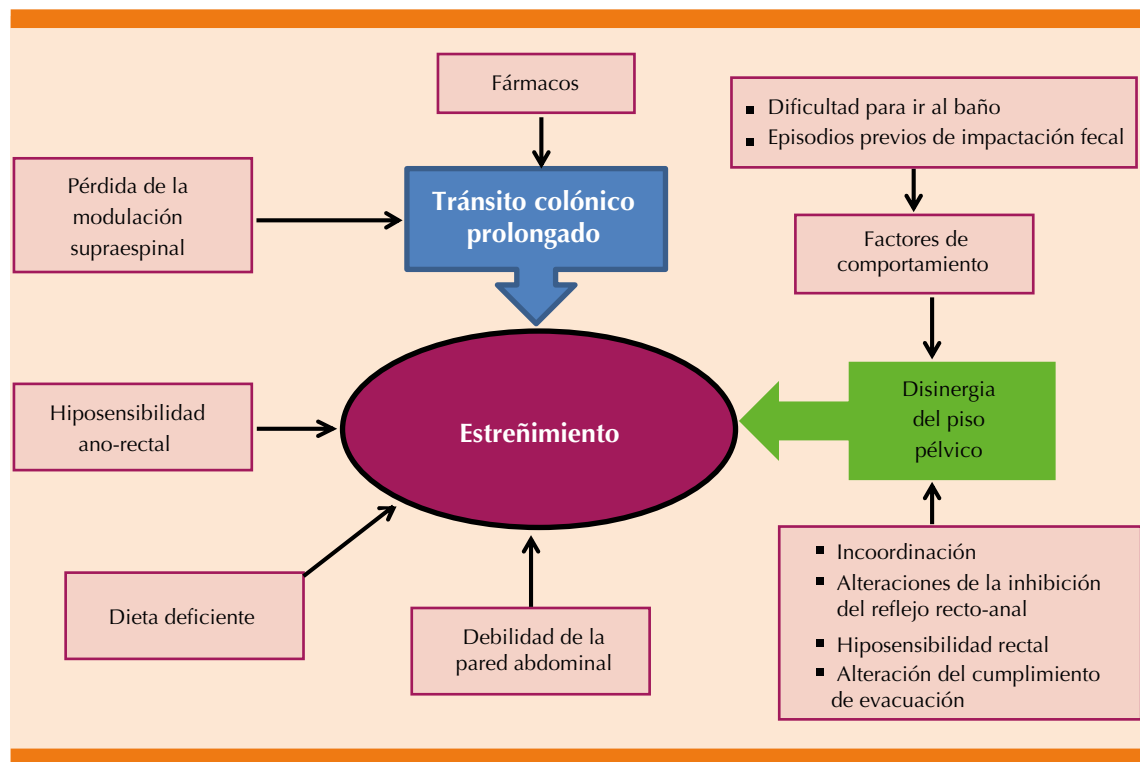 Fármacos
▪ Dificultad para ir al baño
▪ Episodios previos de impactación fecal
Pérdida de la
modulación
supraespinal
Tránsito colónico
prolongado
Factores de
comportamiento
Hiposensibilidad
ano-rectal
Estreñimiento
Disinergia
del piso
pélvico
Dieta deficiente
Debilidad de la
pared abdominal
▪ Incoordinación
▪ Alteraciones de la inhibición
del reflejo recto-anal
▪ Hiposensibilidad rectal
▪ Alteración del cumplimiento
de evacuación